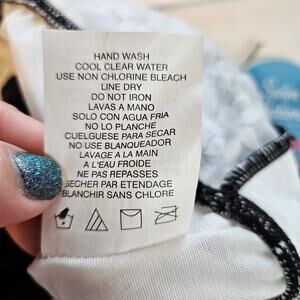 HAND WASH
COOL CLEAR WATER
USE NON CHLORINE BLEACH
LINE DRY
DO NOT IRON
LAVAS A MANO
SOLO CON AGUA FRIA
NO LO PLANCHE
CUELGUESE PARA SECAR
NO USE BLANQUEADOR
LAVAGE A LA MAIN
A L'EAU FROIDE
NE PAS REPASSES
SECHER PAR ETENDAGE
BLANCHIR SANS CHLORE